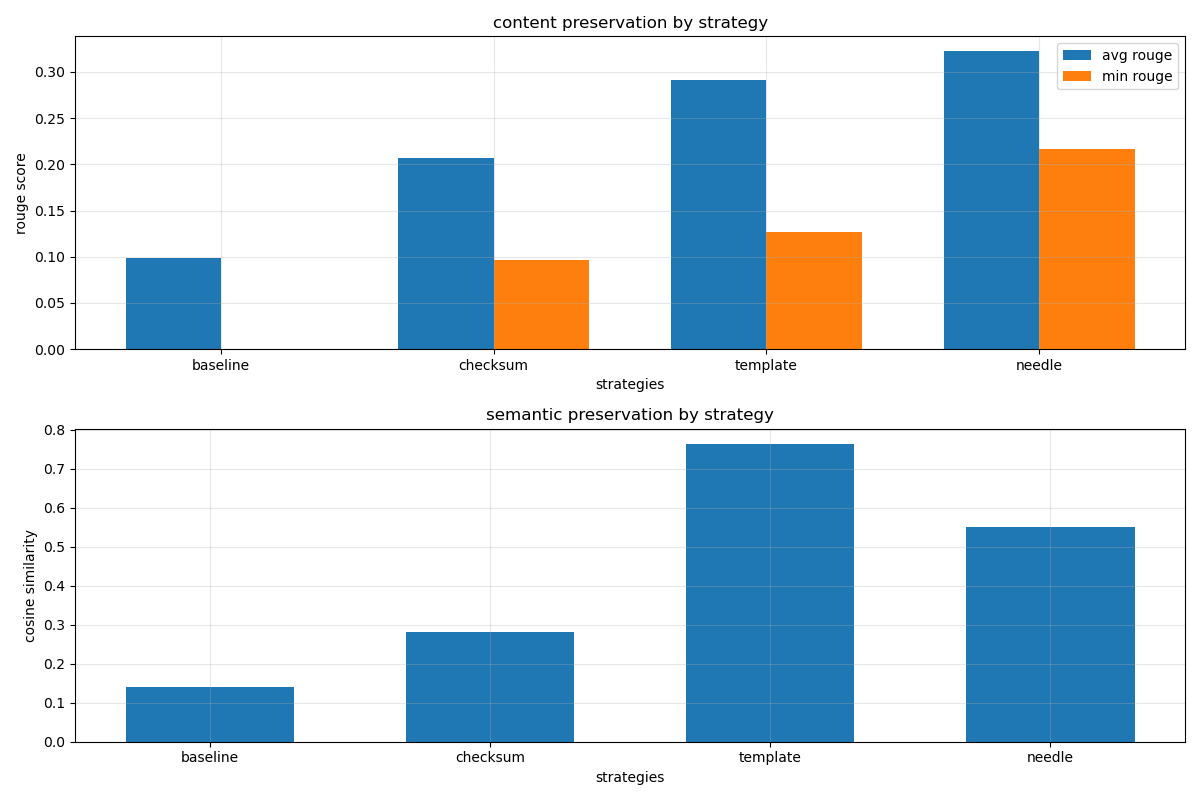 content preservation by strategy
avg rouge
min rouge
0.30
0.25
0.20
0.15
0.10
0.05
0.00
rouge score
baseline checksum template needle
strategies
semantic preservation by strategy
0.8
0.7
0.6
0.5
0.4
0.3
0.2
0.1
0.0
cosine similarity
baseline checksum template needle
strategies